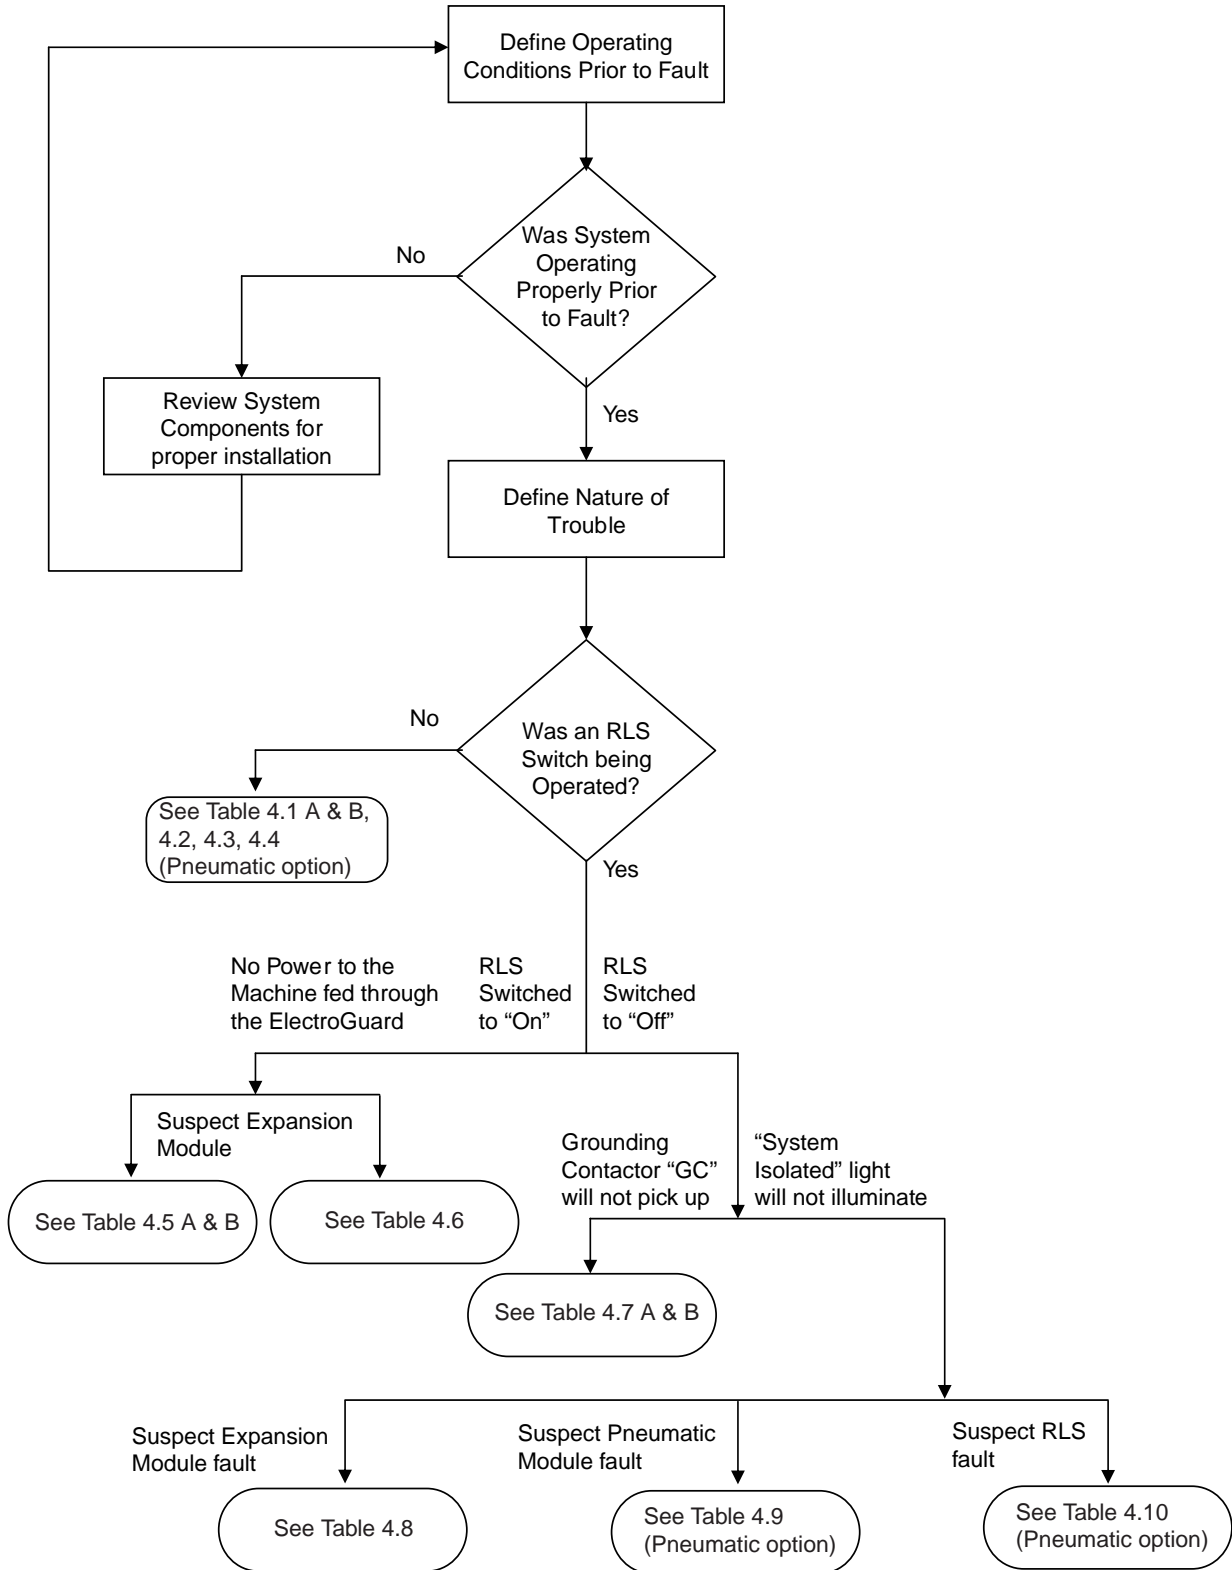 Define Operating
Conditions Prior to Fault
Was System
Operating
Properly Prior
to Fault?
No
Review System
Components for
proper installation
Yes
Define Nature of
Trouble
Was an RLS
Switch being
Operated?
No
See Table 4.1 A & B,
4.2, 4.3, 4.4
(Pneumatic option)
Yes
No Power to the
Machine fed through
the ElectroGuard
RLS
Switched
to “On”
RLS
Switched
to “Off”
Suspect Expansion
Module
See Table 4.5 A & B
See Table 4.6
Grounding
Contactor “GC”
will not pick up
“System
Isolated” light
will not illuminate
See Table 4.7 A & B
Suspect Expansion
Module fault
Suspect Pneumatic
Module fault
Suspect RLS
fault
See Table 4.8
See Table 4.9
(Pneumatic option)
See Table 4.10
(Pneumatic option)